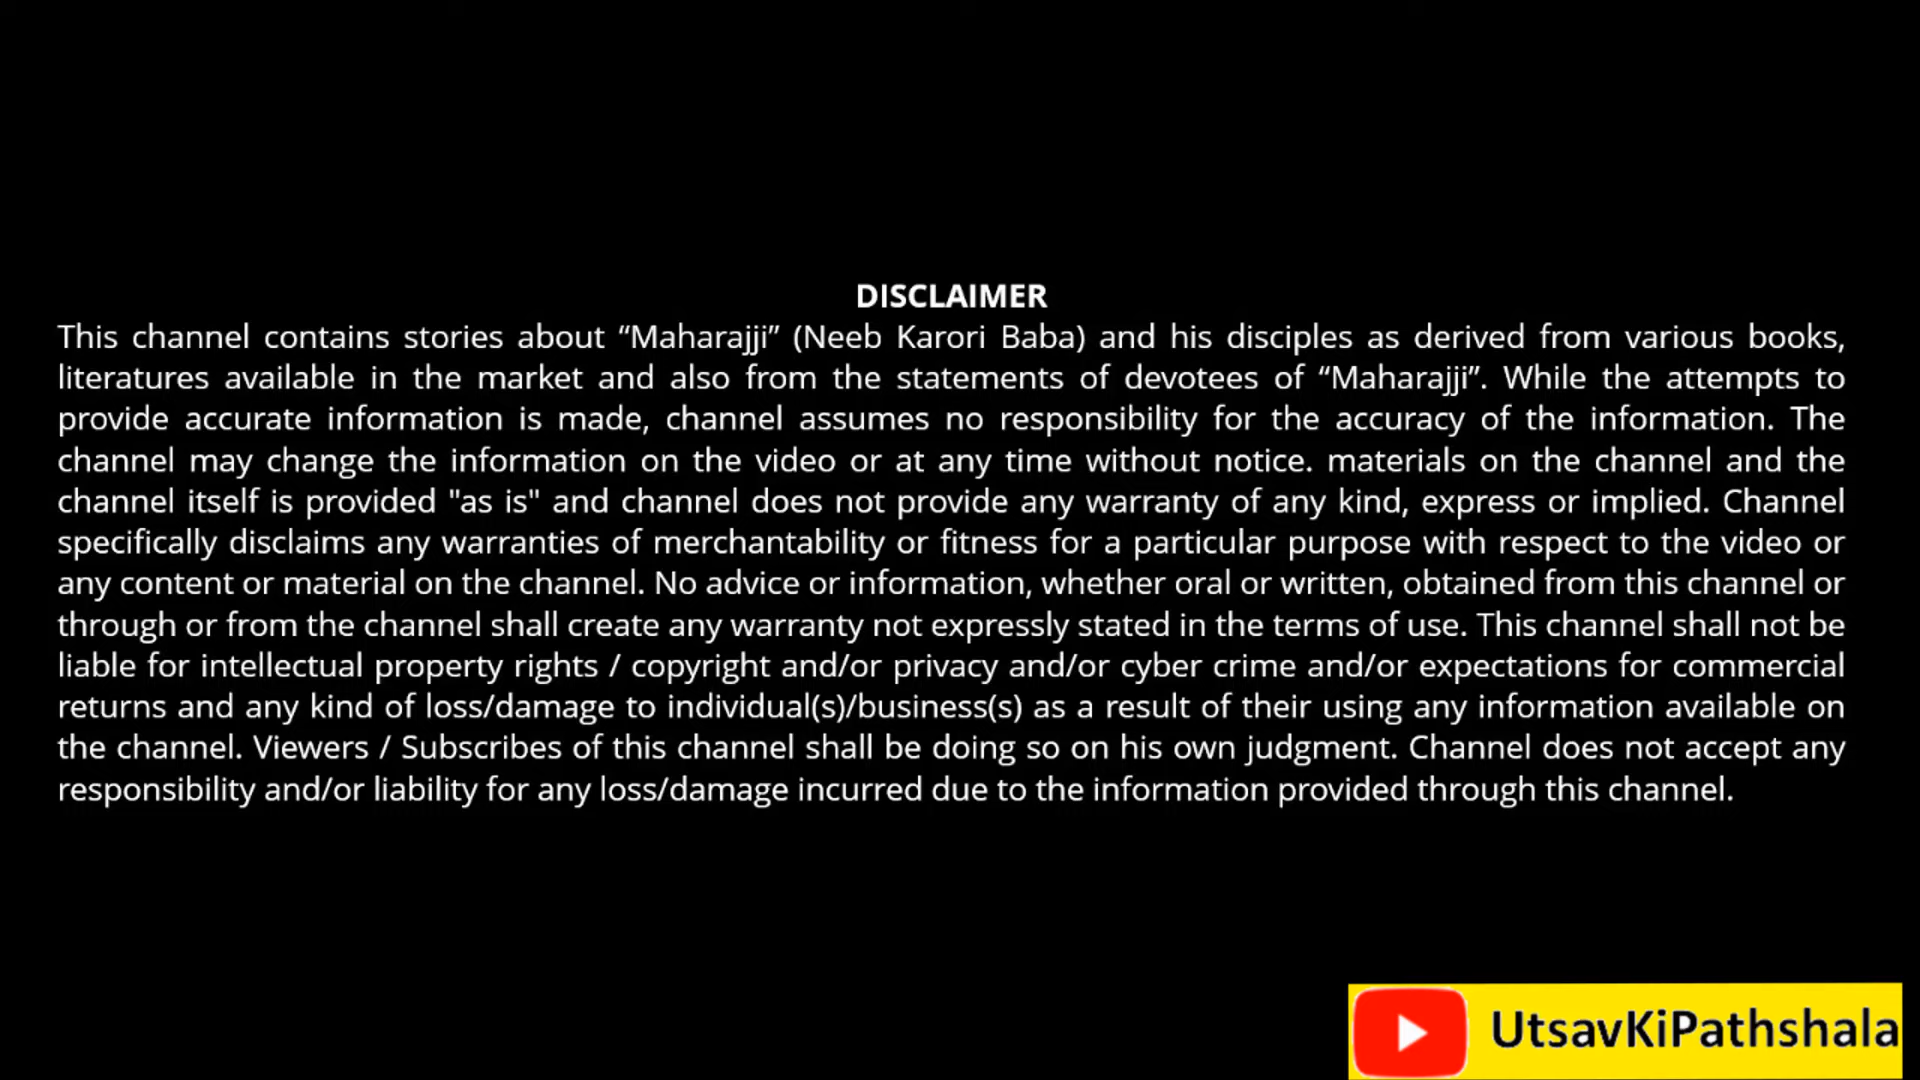 DISCLAIMER
This channel contains stories about “Maharajji” (Neeb Karori Baba) and his disciples as derived from various books,
literatures available in the market and also from the statements of devotees of “Maharajji”. While the attempts to
provide accurate information is made, channel assumes no responsibility for the accuracy of the information. The
channel may change the information on the video or at any time without notice. materials on the channel and the
channel itself is provided "as is" and channel does not provide any warranty of any kind, express or implied. Channel
specifically disclaims any warranties of merchantability or fitness for a particular purpose with respect to the video or
any content or material on the channel. No advice or information, whether oral or written, obtained from this channel or
through or from the channel shall create any warranty not expressly stated in the terms of use. This channel shall not be
liable for intellectual property rights / copyright and/or privacy and/or cyber crime and/or expectations for commercial
returns and any kind of loss/damage to individual(s)/business(s) as a result of their using any information available on
the channel. Viewers / Subscribes of this channel shall be doing so on his own judgment. Channel does not accept any
responsibility and/or liability for any loss/damage incurred due to the information provided through this channel.
UtsavKiPathshala